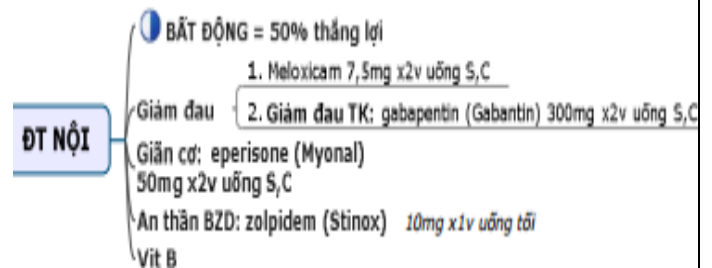 BẤT ĐỘNG = 50% thắng lợi
1. Meloxicam 7,5mg x2v uống S,C
Giảm đau
2. Giảm đau TK: gabapentin (Gabantin) 300mg x2v uống S,C
ĐT NỘI
Giãn cơ: eperisone (Myonal)
50mg x2v uống S,C
An thần BZD: zolpidem (Stinox) 10mg x1v uống tối
Vit B